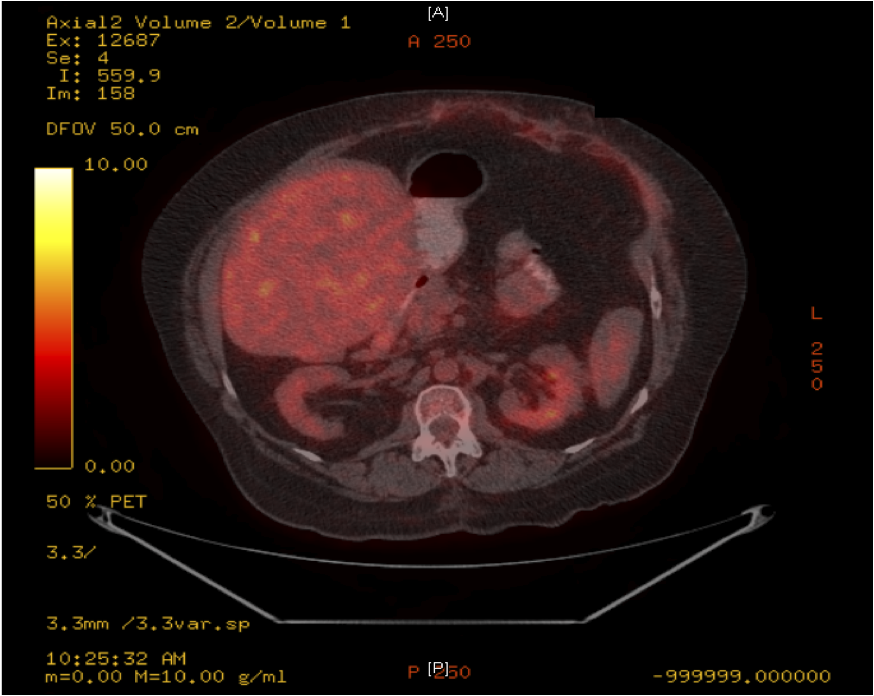 [A]
Axial2 Volume 2/Volume 1
A 250
Ex: 12687
Se: 4
I: 559.9
Im: 158
DFOV 50.0 cm
10.00
L
2
5
0
0.00
50 % PET
3.3/
3.3mm /3.3var.sp
10:25:32 AM
m=0.00 M=10.00 g/ml
P 250
[P]
-999999.000000